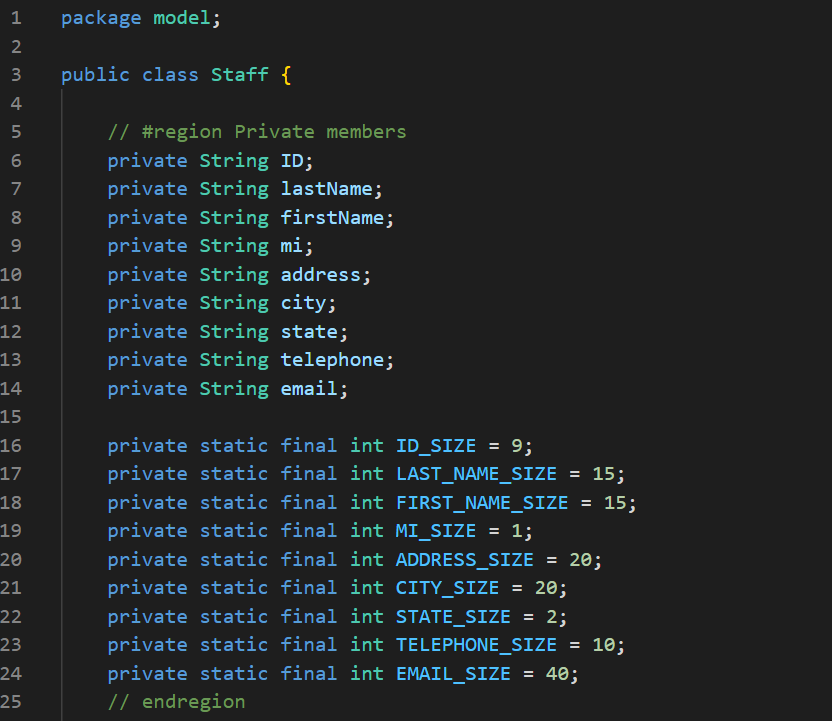 1 package model;
2
3 public class Staff {
4
5 // #region Private members
6 private String ID;
7 private String lastName;
8 private String firstName;
9 private String mi;
10 private String address;
11 private String city;
12 private String state;
13 private String telephone;
14 private String email;
15
16 private static final int ID_SIZE = 9;
17 private static final int LAST_NAME_SIZE = 15;
18 private static final int FIRST_NAME_SIZE = 15;
19 private static final int MI_SIZE = 1;
20 private static final int ADDRESS_SIZE = 20;
21 private static final int CITY_SIZE = 20;
22 private static final int STATE_SIZE = 2;
23 private static final int TELEPHONE_SIZE = 10;
24 private static final int EMAIL_SIZE = 40;
25 // endregion